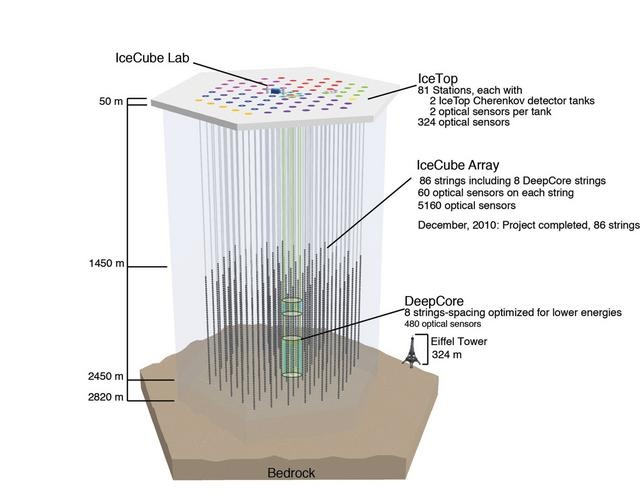 IceCube Lab
IceTop
81 Stations, each with
2 IceTop Cherenkov detector tanks
2 optical sensors per tank
324 optical sensors
50 m
IceCube Array
86 strings including 8 DeepCore strings
60 optical sensors on each string
5160 optical sensors
December, 2010: Project completed, 86 strings
1450 m
DeepCore
8 strings-spacing optimized for lower energies
480 optical sensors
Eiffel Tower
324 m
2450 m
2820 m
Bedrock